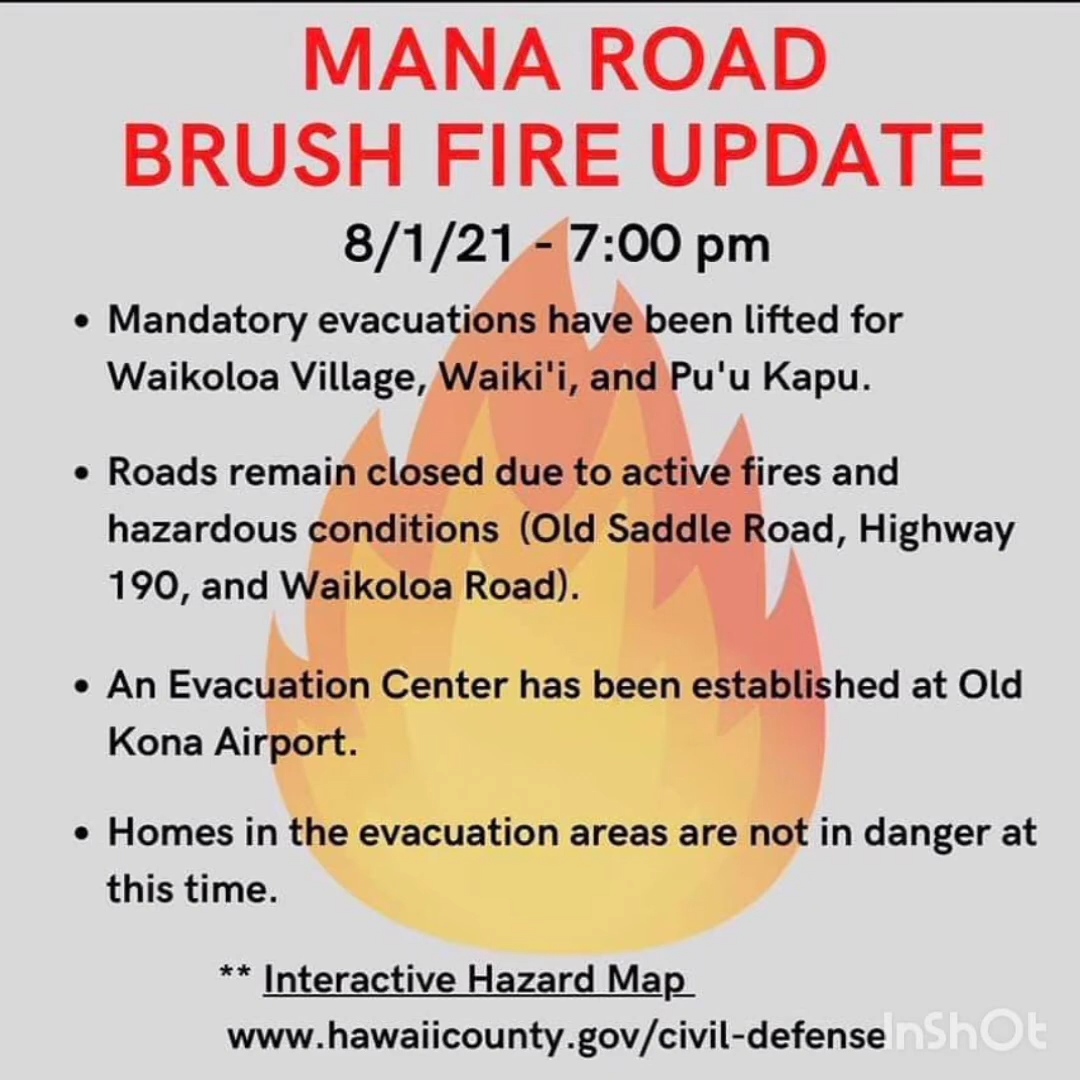 MANA ROAD
BRUSH FIRE UPDATE
8/1/21 - 7:00 pm
• Mandatory evacuations have been lifted for
Waikoloa Village, Waiki'i, and Pu'u Kapu.
• Roads remain closed due to active fires and
hazardous conditions (Old Saddle Road, Highway
190, and Waikoloa Road).
• An Evacuation Center has been established at Old
Kona Airport.
• Homes in the evacuation areas are not in danger at
this time.
** Interactive Hazard Map
www.hawaiicounty.gov/civil-defense
InShOt